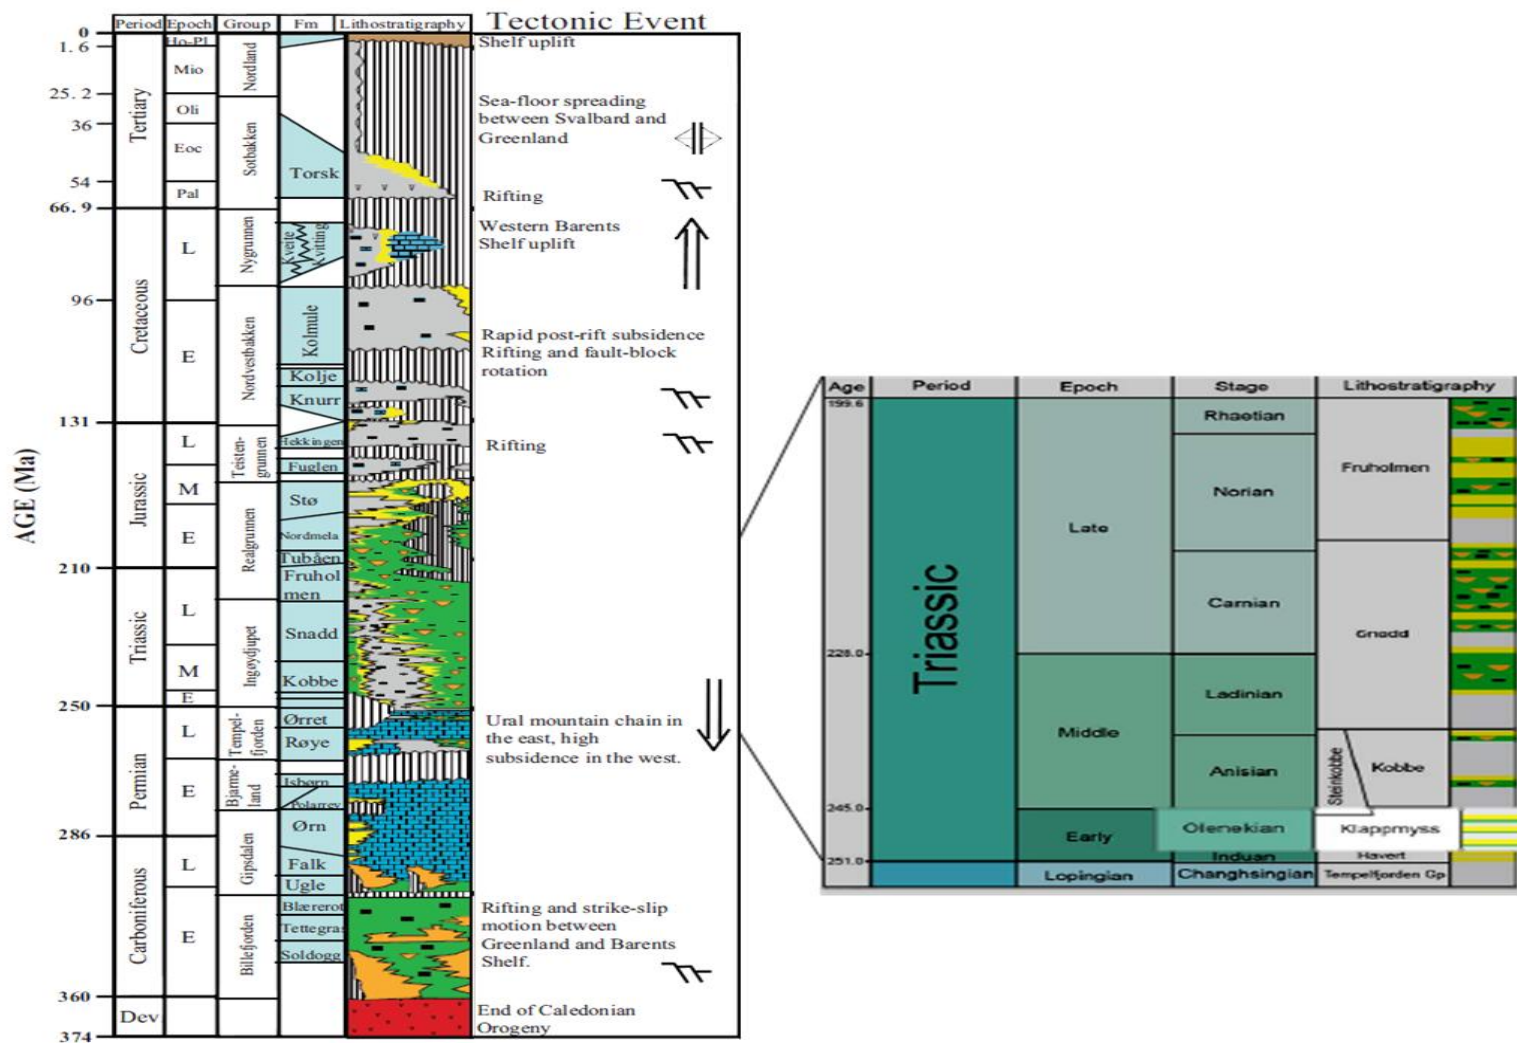 Period Epoch Group Fm Lithostratigraphy Tectonic Event
0
1.6
25.2
36
54
66.9
96
131
210
250
286
360
374
AGE (Ma)
Tertiary
Cretaceous
Jurassic
Triassic
Permian
Carboniferous
Dev
Ho-Pl
Mio
Oli
Eoc
Pal
L
E
L
M
E
L
M
E
L
E
L
E
Nordland
Sotbakken
Nygrunnen
Nordvestbakken
Teisten-
grunnen
Realgrunnen
Ingøydjupet
Tempel-
fjorden
Bjarme-
land
Gipsdalen
Billefjorden
Torsk
Kveite
Kvitting
Kolmule
Kolje
Knurr
Hekkingen
Fuglen
Stø
Nordmela
Tubåen
Fruhol
men
Snadd
Kobbe
Ørret
Røye
Isbørn
Polarrev
Ørn
Falk
Ugle
Blærerot
Tettegras
Soldogg
Shelf uplift
Sea-floor spreading
between Svalbard and
Greenland
Rifting
Western Barents
Shelf uplift
Rapid post-rift subsidence
Rifting and fault-block
rotation
Rifting
Ural mountain chain in
the east, high
subsidence in the west.
Rifting and strike-slip
motion between
Greenland and Barents
Shelf.
End of Caledonian
Orogeny
Age Period Epoch Stage Lithostratigraphy
199.6
228.0
245.0
251.0
Triassic
Late
Middle
Early
Lopingian
Rhaetian
Norian
Carnian
Ladinian
Anisian
Olenekian
Induan
Changhsingian
Fruholmen
Snadd
Steinkobbe
Kobbe
Klappmyss
Havert
Tempelfjorden Gp